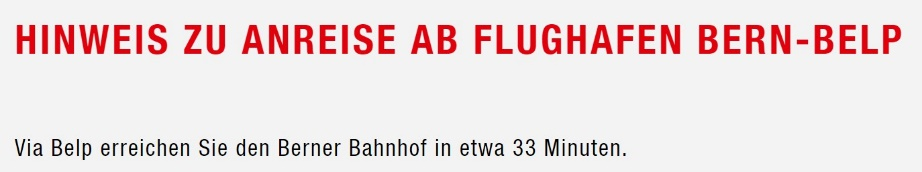 HINWEIS ZU ANREISE AB FLUGHAFEN BERN-BELP
Via Belp erreichen Sie den Berner Bahnhof in etwa 33 Minuten.